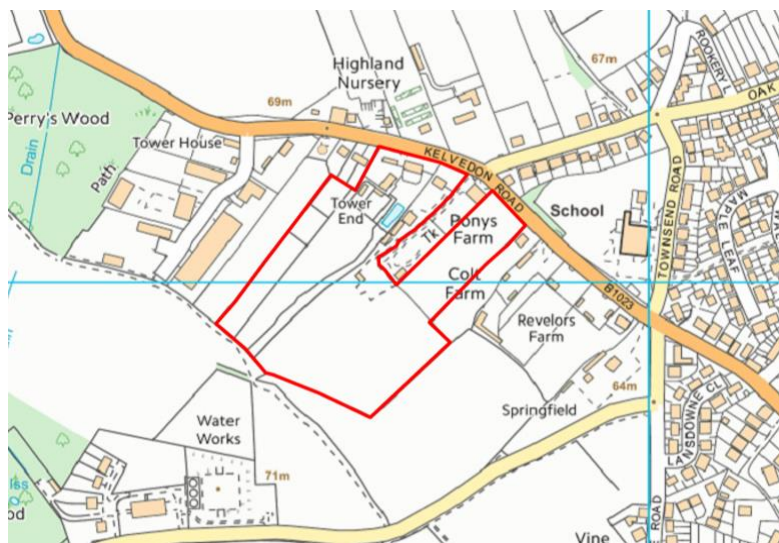 Highland
Nursery
67m
ROOKERY
OAK
69m
Perry's Wood
Drain
Path
Tower House
KELVEDON ROAD
Tower
End
Tk
Ponys
Farm
School
TOWNSEND ROAD
MAPLE LEAF
Colt
Farm
B1023
Revelors
Farm
64m
LANSDOWNE CL
Springfield
Water
Works
71m
ROAD
Vine